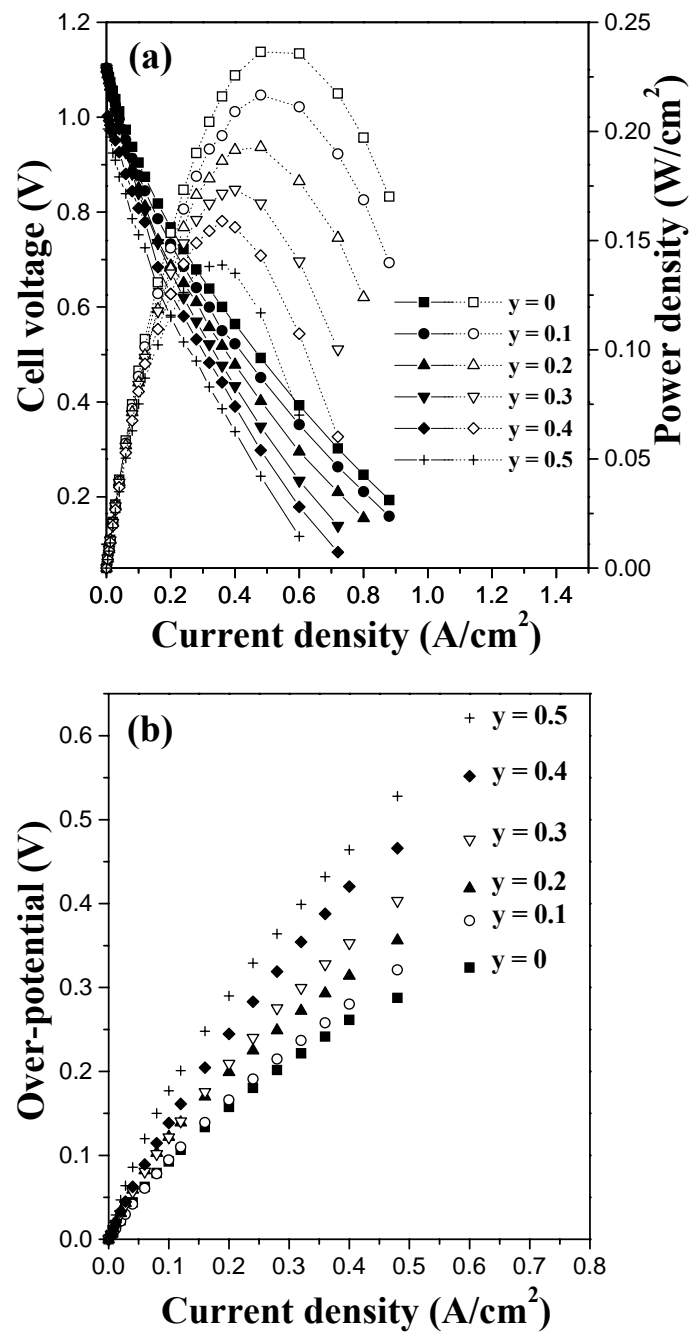 (a)
Cell voltage (V)
1.2
1.0
0.8
0.6
0.4
0.2
0.0 0.2 0.4 0.6 0.8 1.0 1.2 1.4
Current density (A/cm²)
0.25
0.20
0.15
0.10
0.05
0.00
Power density (W/cm²)
y = 0
y = 0.1
y = 0.2
y = 0.3
y = 0.4
y = 0.5
(b)
Over-potential (V)
0.6
0.5
0.4
0.3
0.2
0.1
0.0
0.0 0.1 0.2 0.3 0.4 0.5 0.6 0.7 0.8
Current density (A/cm²)
y = 0.5
y = 0.4
y = 0.3
y = 0.2
y = 0.1
y = 0